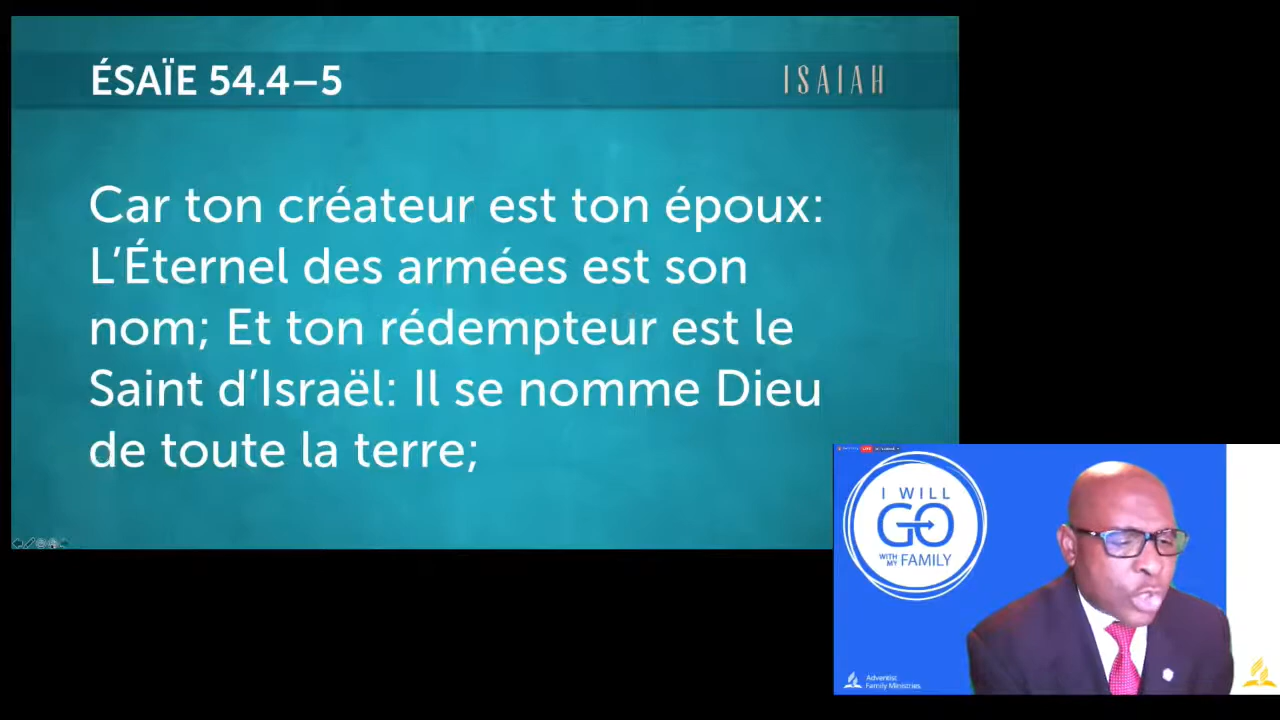 ÉSAÏE 54.4–5
ISAIAH
Car ton créateur est ton époux:
L’Éternel des armées est son
nom; Et ton rédempteur est le
Saint d’Israël: Il se nomme Dieu
de toute la terre;
I WILL
GO
WITH MY FAMILY
Adventist
Family Ministries